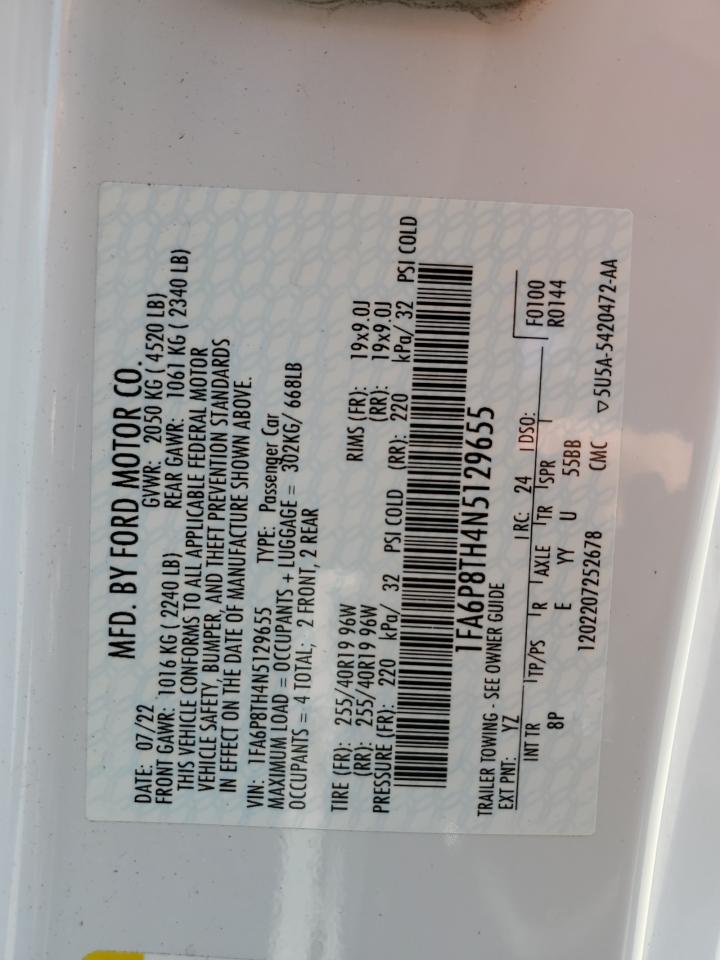 MFD. BY FORD MOTOR CO.
DATE: 07/22 GVWR: 2050 KG ( 4520 LB)
FRONT GAWR: 1016 KG ( 2240 LB) REAR GAWR: 1061 KG ( 2340 LB)
THIS VEHICLE CONFORMS TO ALL APPLICABLE FEDERAL MOTOR
VEHICLE SAFETY, BUMPER, AND THEFT PREVENTION STANDARDS
IN EFFECT ON THE DATE OF MANUFACTURE SHOWN ABOVE.
VIN: 1FA6P8TH4N5129655 TYPE: Passenger Car
MAXIMUM LOAD = OCCUPANTS + LUGGAGE = 302KG/ 668LB
OCCUPANTS = 4 TOTAL; 2 FRONT, 2 REAR
TIRE (FR): 255/40R19 96W RIMS (FR): 19x9.0J
(RR): 255/40R19 96W (RR): 19x9.0J
PRESSURE (FR): 220 kPa/ 32 PSI COLD (RR): 220 kPa/ 32 PSI COLD
1FA6P8TH4N5129655
TRAILER TOWING - SEE OWNER GUIDE
EXT PNT: YZ RC: 24 DSO: F0100
INT TR TP/PS R AXLE TR SPR R0144
8P E YY U 55BB
1202207252678 CMC ▽5U5A-5420472-AA